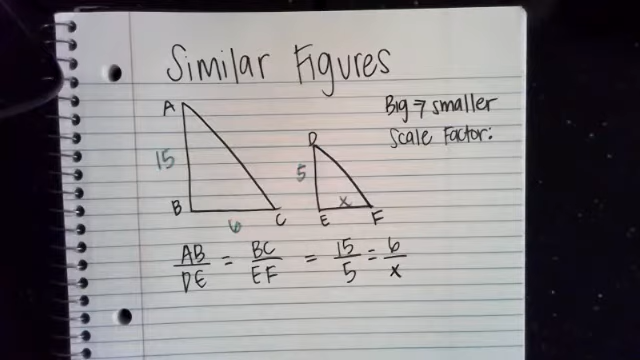 Similar Figures
Big → smaller
Scale Factor:
A
15
B
6
C
D
5
E
x
F
AB/DE = BC/EF = 15/5 = 6/x